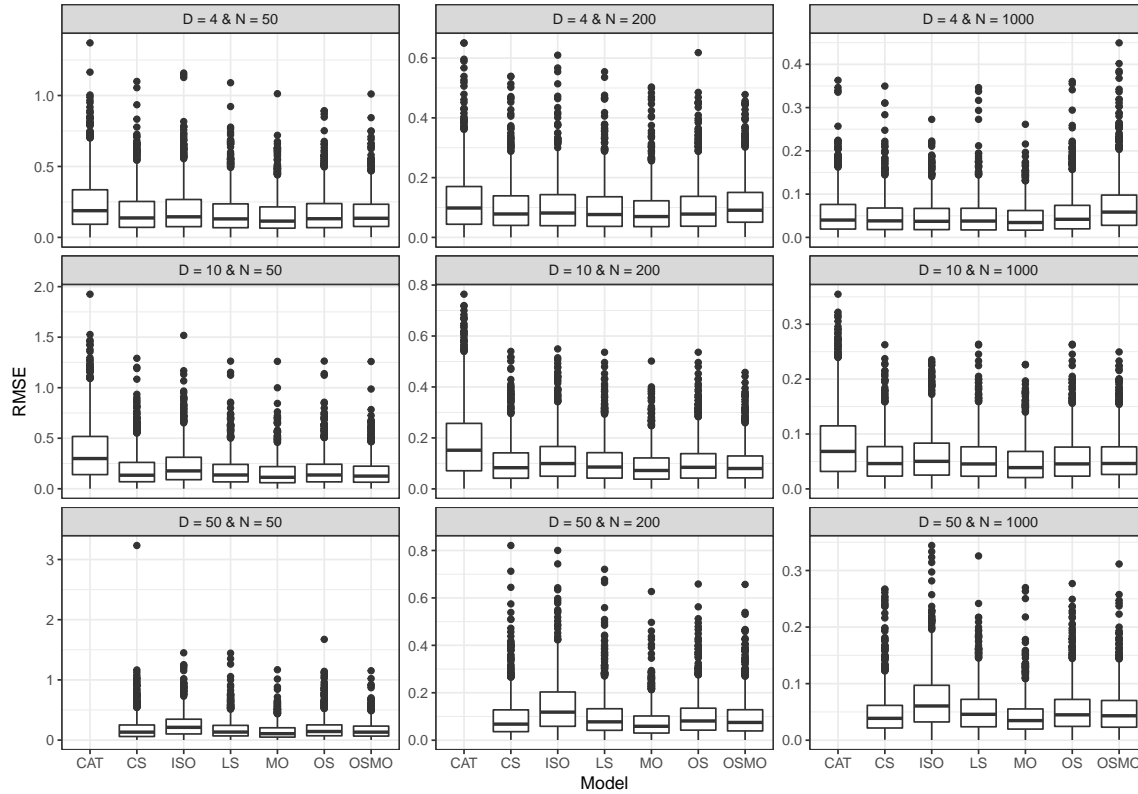 D = 4 & N = 50
D = 4 & N = 200
D = 4 & N = 1000
1.0
0.5
0.0
0.6
0.4
0.2
0.0
0.4
0.3
0.2
0.1
0.0
D = 10 & N = 50
D = 10 & N = 200
D = 10 & N = 1000
2.0
1.5
1.0
0.5
0.0
0.8
0.6
0.4
0.2
0.0
0.3
0.2
0.1
0.0
RMSE
D = 50 & N = 50
D = 50 & N = 200
D = 50 & N = 1000
3
2
1
0
0.8
0.6
0.4
0.2
0.0
0.3
0.2
0.1
0.0
CAT CS ISO LS MO OS OSMO
CAT CS ISO LS MO OS OSMO
CAT CS ISO LS MO OS OSMO
Model